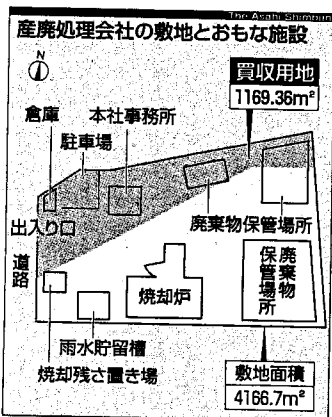 The Asahi Shimbun
産廃処理会社の敷地とおもな施設
N
買収用地
1169.36m²
倉庫
本社事務所
駐車場
出入り口
廃棄物保管場所
道路
焼却炉
廃棄物
保管場所
雨水貯留槽
焼却残さ置き場
敷地面積
4166.7m²